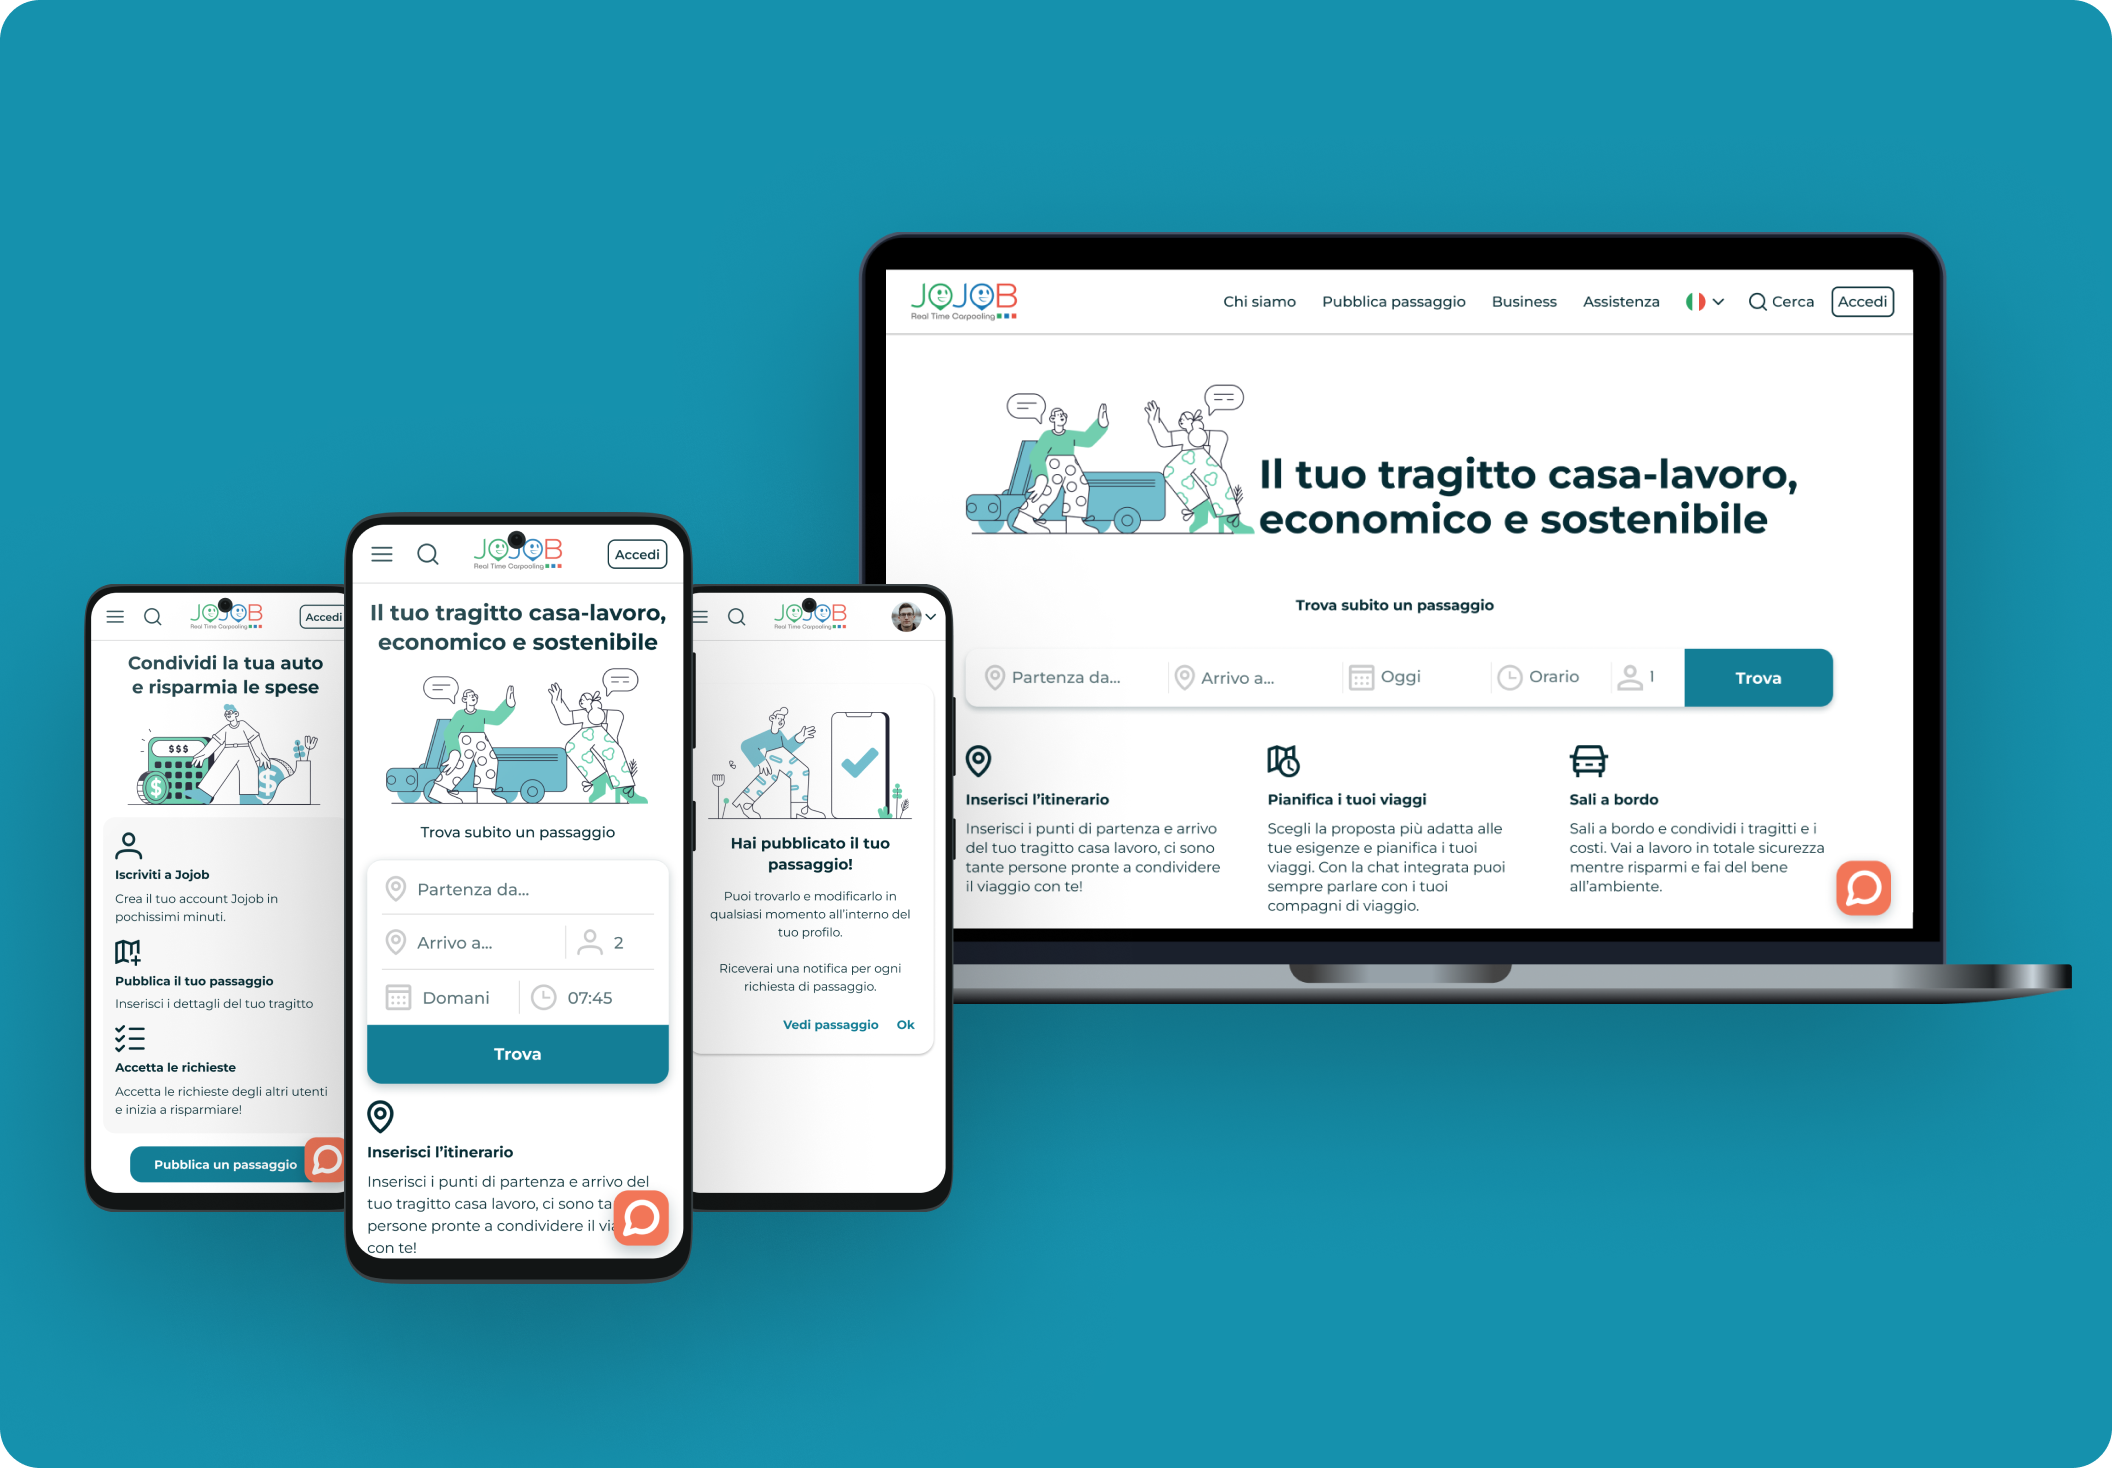 JOJOB
Real Time Carpooling
Accedi
Condividi la tua auto
e risparmia le spese
$$$
$
$
Iscriviti a Jojob
Crea il tuo account Jojob in
pochissimi minuti.
Pubblica il tuo passaggio
Inserisci i dettagli del tuo tragitto
Accetta le richieste
Accetta le richieste degli altri utenti
e inizia a risparmiare!
Pubblica un passaggio
JOJOB
Real Time Carpooling
Accedi
Il tuo tragitto casa-lavoro,
economico e sostenibile
Trova subito un passaggio
Partenza da...
Arrivo a...
2
Domani
07:45
Trova
Inserisci l'itinerario
Inserisci i punti di partenza e arrivo del
tuo tragitto casa lavoro, ci sono
persone pronte a condividere il
con te!
JOJOB
Real Time Carpooling
Hai pubblicato il tuo
passaggio!
Puoi trovarlo e modificarlo in
qualsiasi momento all'interno del
tuo profilo.
Riceverai una notifica per ogni
richiesta di passaggio.
Vedi passaggio Ok
JOJOB
Real Time Carpooling
Chi siamo Pubblica passaggio Business Assistenza Cerca Accedi
Il tuo tragitto casa-lavoro,
economico e sostenibile
Trova subito un passaggio
Partenza da... Arrivo a... Oggi Orario 1 Trova
Inserisci l'itinerario
Inserisci i punti di partenza e arrivo
del tuo tragitto casa lavoro, ci sono
tante persone pronte a condividere
il viaggio con te!
Pianifica i tuoi viaggi
Scegli la proposta più adatta alle
tue esigenze e pianifica i tuoi
viaggi. Con la chat integrata puoi
sempre parlare con i tuoi
compagni di viaggio.
Sali a bordo
Sali a bordo e condividi i tragitti e i
costi. Vai a lavoro in totale sicurezza
mentre risparmi e fai del bene
all'ambiente.